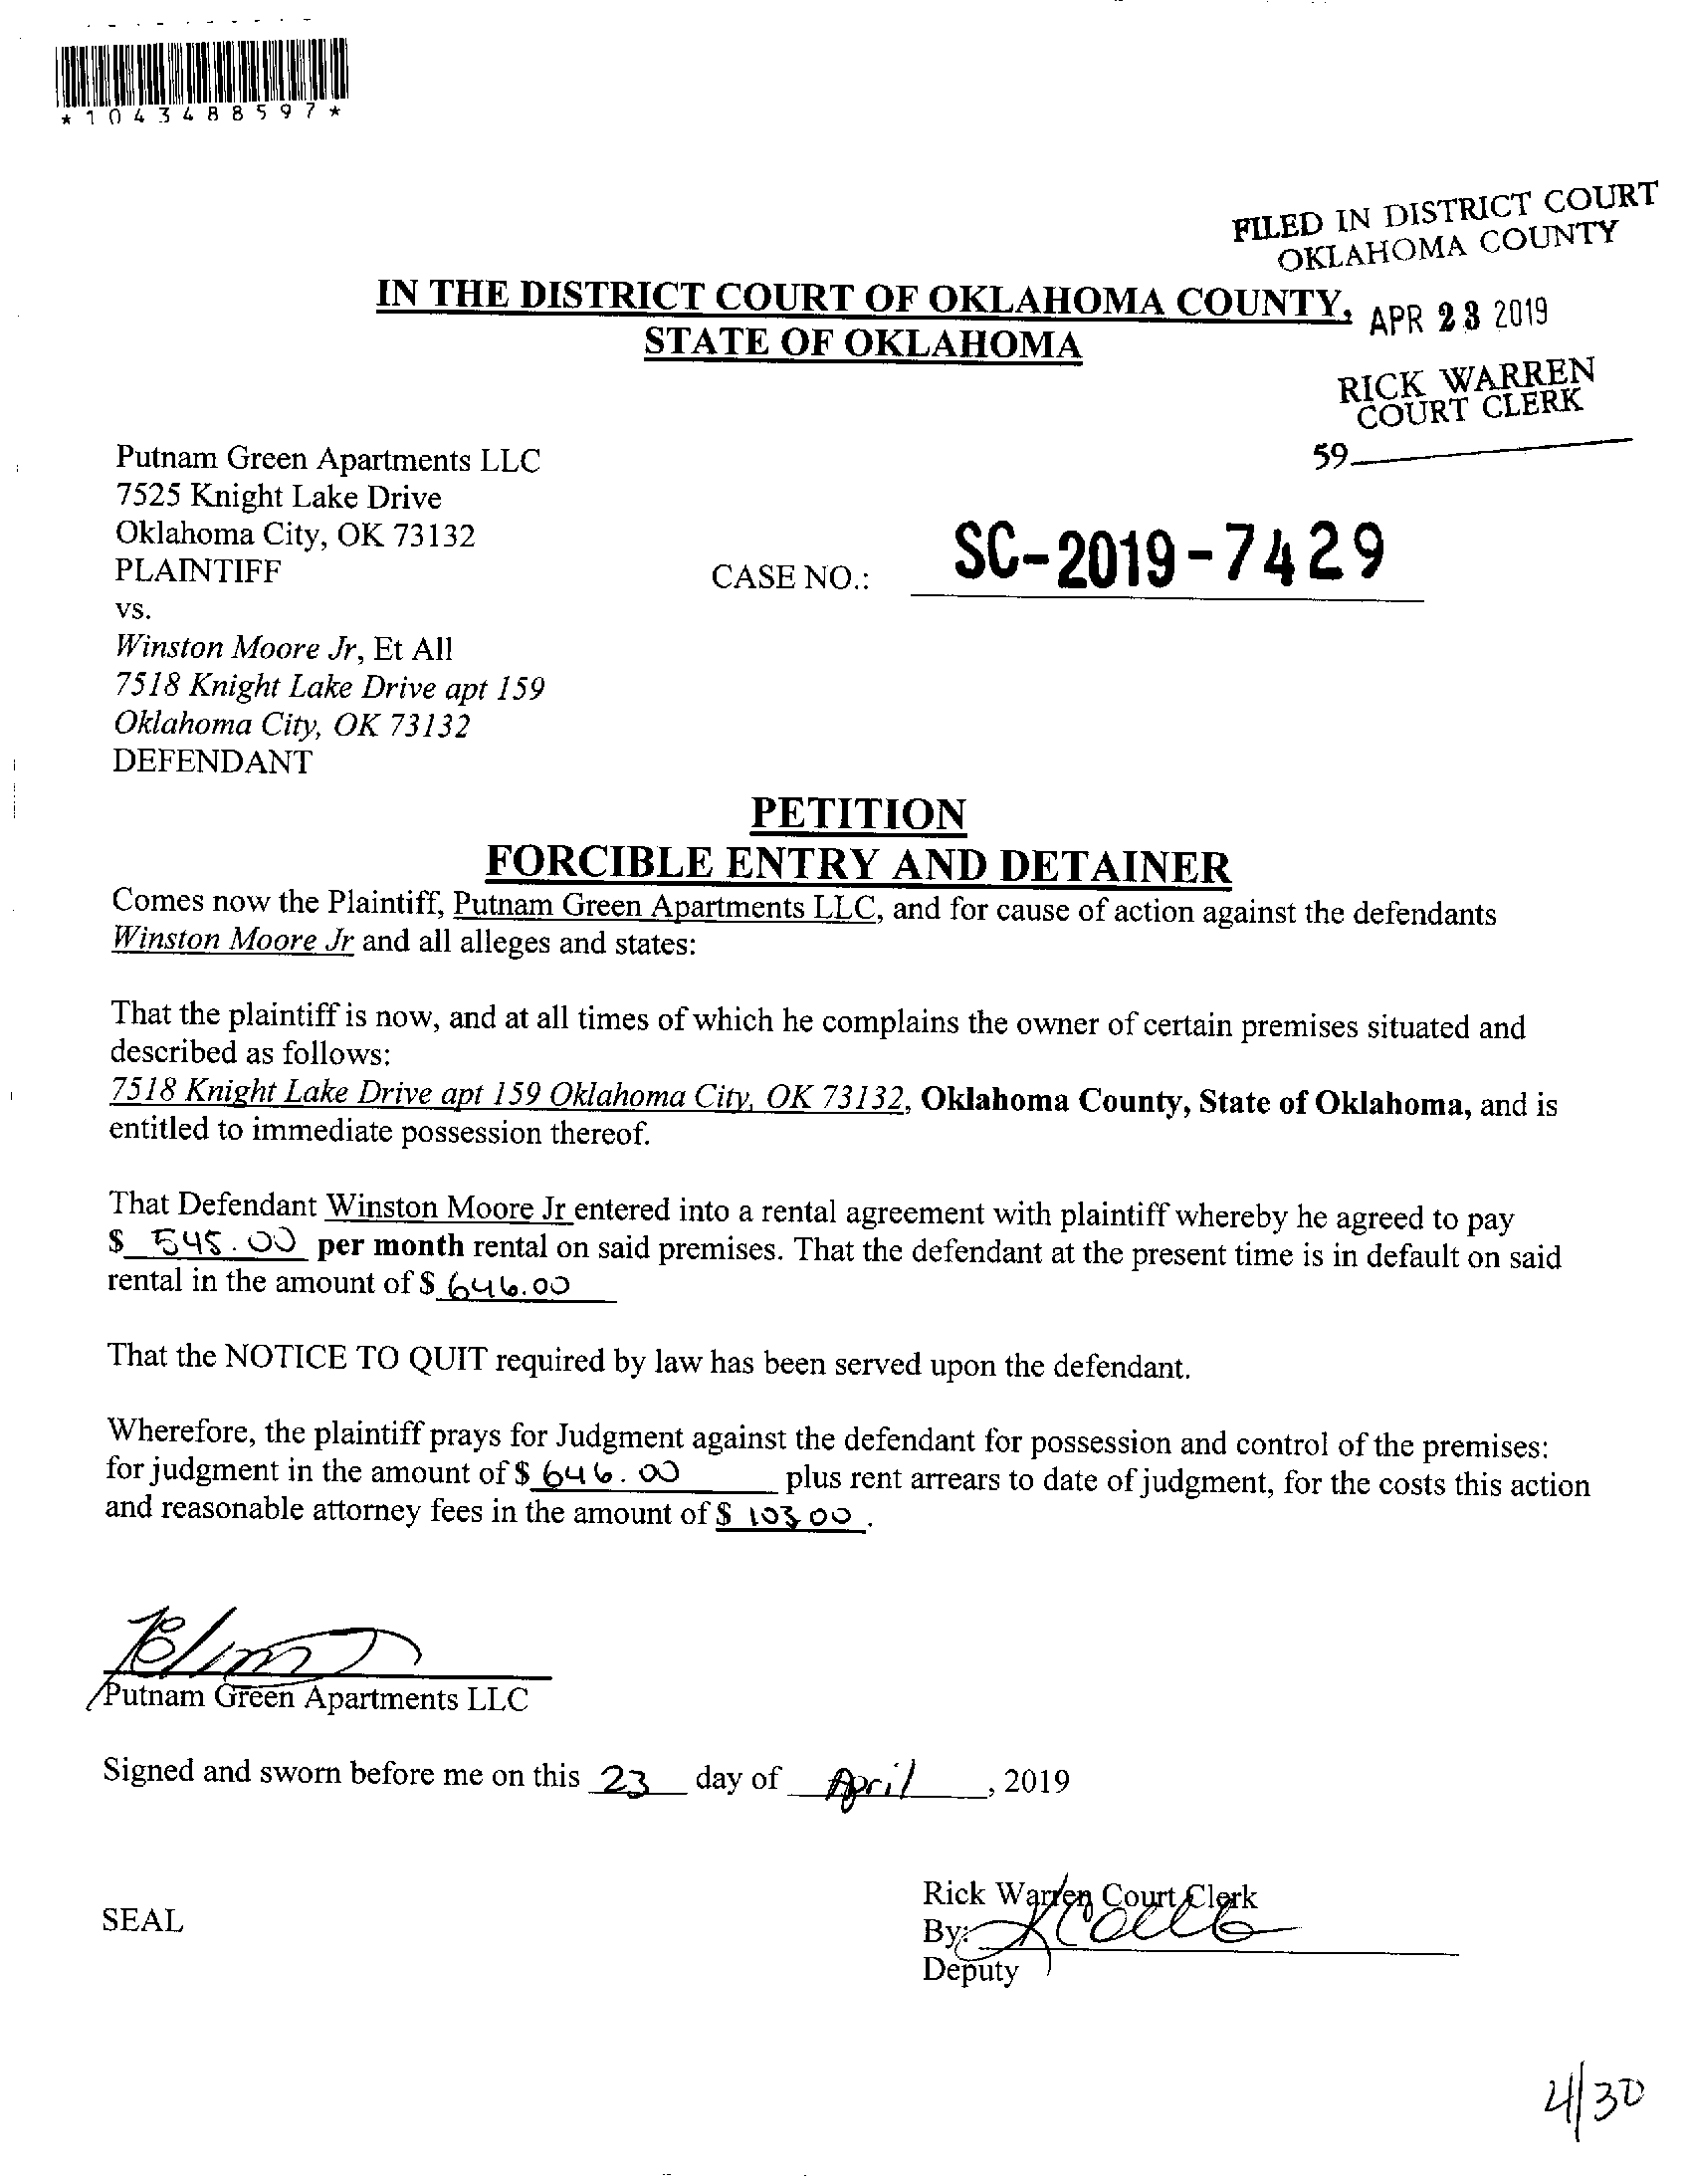 *1043488597*
FILED IN DISTRICT COURT
OKLAHOMA COUNTY
IN THE DISTRICT COURT OF OKLAHOMA COUNTY,
APR 23 2019
STATE OF OKLAHOMA
RICK WARREN
COURT CLERK
59
Putnam Green Apartments LLC
7525 Knight Lake Drive
Oklahoma City, OK 73132
PLAINTIFF
CASE NO.: SC-2019-7429
vs.
Winston Moore Jr, Et All
7518 Knight Lake Drive apt 159
Oklahoma City, OK 73132
DEFENDANT
PETITION
FORCIBLE ENTRY AND DETAINER
Comes now the Plaintiff, Putnam Green Apartments LLC, and for cause of action against the defendants
Winston Moore Jr and all alleges and states:
That the plaintiff is now, and at all times of which he complains the owner of certain premises situated and
described as follows:
7518 Knight Lake Drive apt 159 Oklahoma City, OK 73132, Oklahoma County, State of Oklahoma, and is
entitled to immediate possession thereof.
That Defendant Winston Moore Jr entered into a rental agreement with plaintiff whereby he agreed to pay
$ 545.00 per month rental on said premises. That the defendant at the present time is in default on said
rental in the amount of $ 646.00
That the NOTICE TO QUIT required by law has been served upon the defendant.
Wherefore, the plaintiff prays for Judgment against the defendant for possession and control of the premises:
for judgment in the amount of $ 646.00 plus rent arrears to date of judgment, for the costs this action
and reasonable attorney fees in the amount of $ 103.00 .
Putnam Green Apartments LLC
Signed and sworn before me on this 23 day of April, 2019
Rick Warren Court Clerk
SEAL
By:
Deputy
4/30